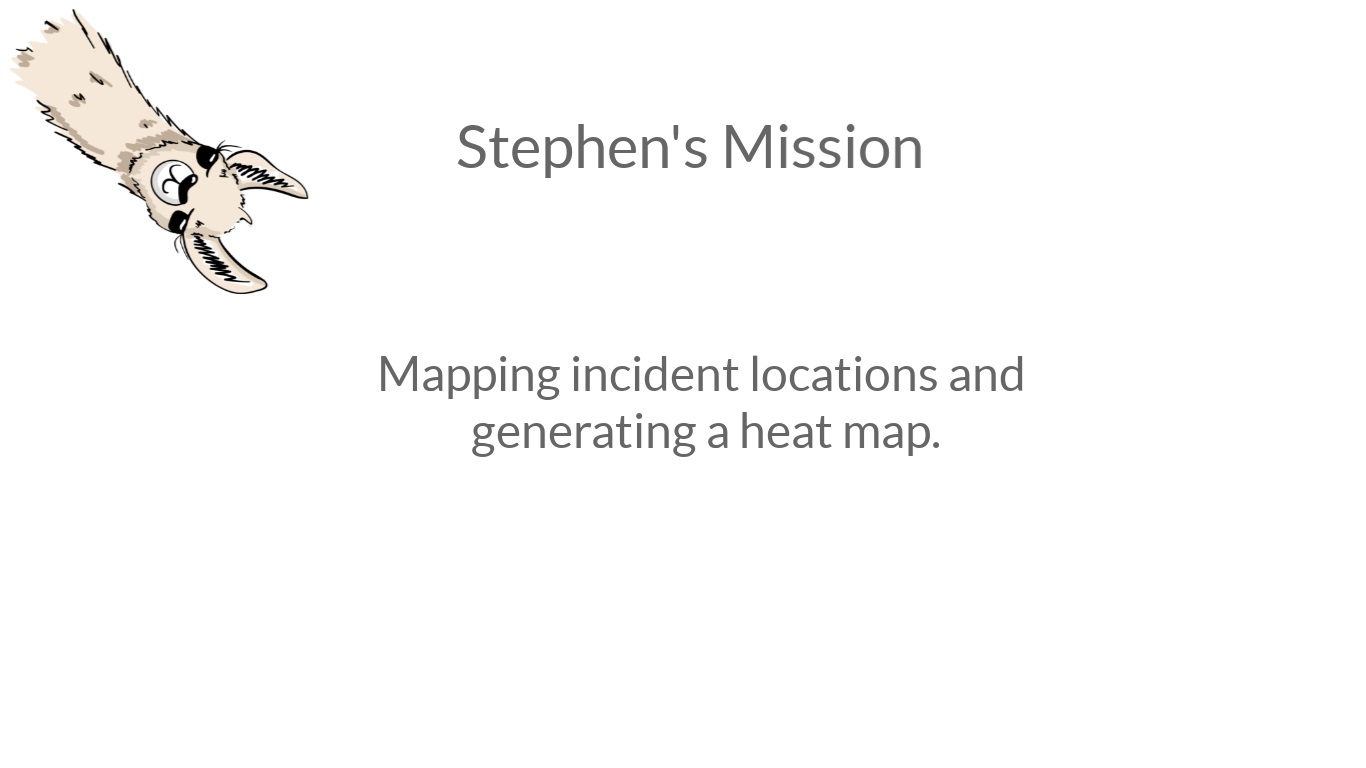 Stephen's Mission
Mapping incident locations and
generating a heat map.